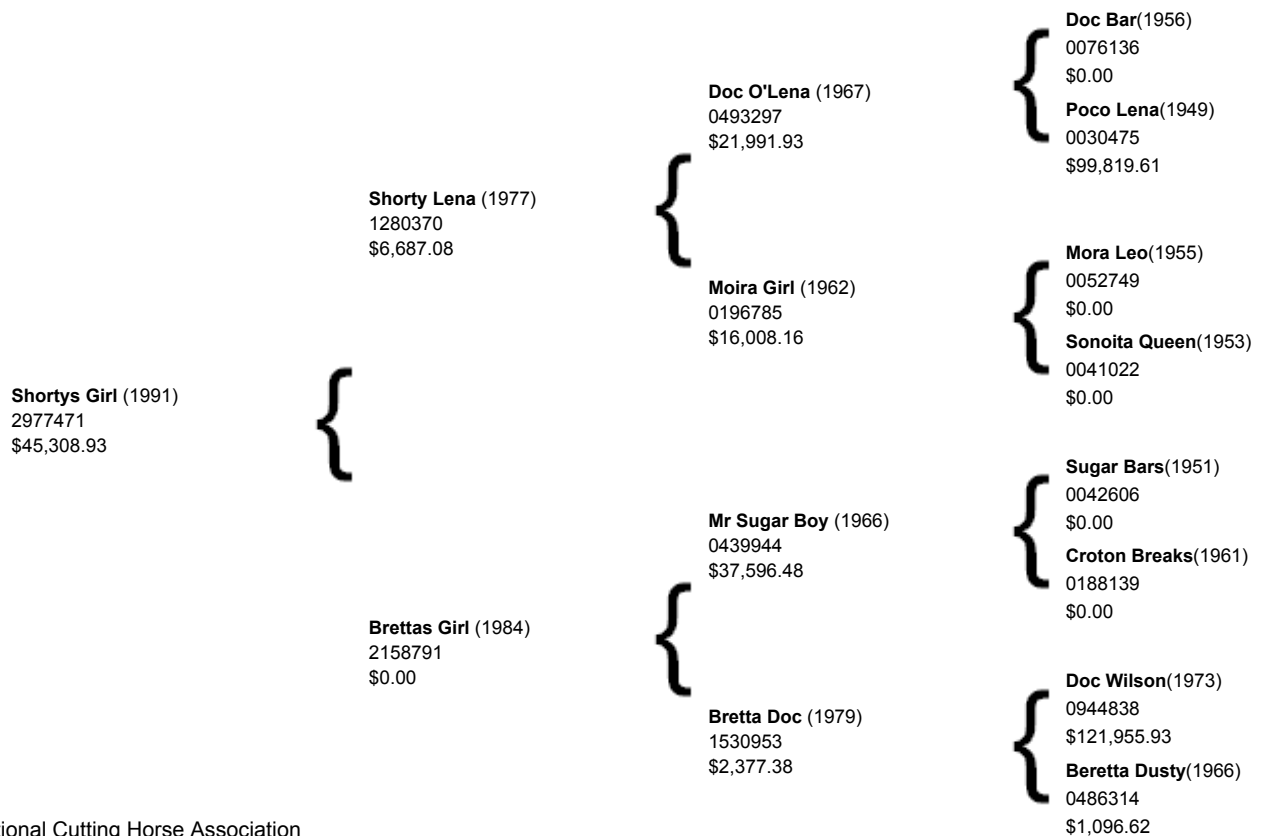 Doc Bar(1956)
0076136
$0.00
Doc O'Lena (1967)
0493297
$21,991.93
Poco Lena(1949)
0030475
$99,819.61
Shorty Lena (1977)
1280370
$6,687.08
Mora Leo(1955)
0052749
$0.00
Moira Girl (1962)
0196785
$16,008.16
Sonoita Queen(1953)
0041022
$0.00
Shortys Girl (1991)
2977471
$45,308.93
Sugar Bars(1951)
0042606
$0.00
Mr Sugar Boy (1966)
0439944
$37,596.48
Croton Breaks(1961)
0188139
$0.00
Brettas Girl (1984)
2158791
$0.00
Doc Wilson(1973)
0944838
$121,955.93
Bretta Doc (1979)
1530953
$2,377.38
Beretta Dusty(1966)
0486314
$1,096.62
tional Cutting Horse Association